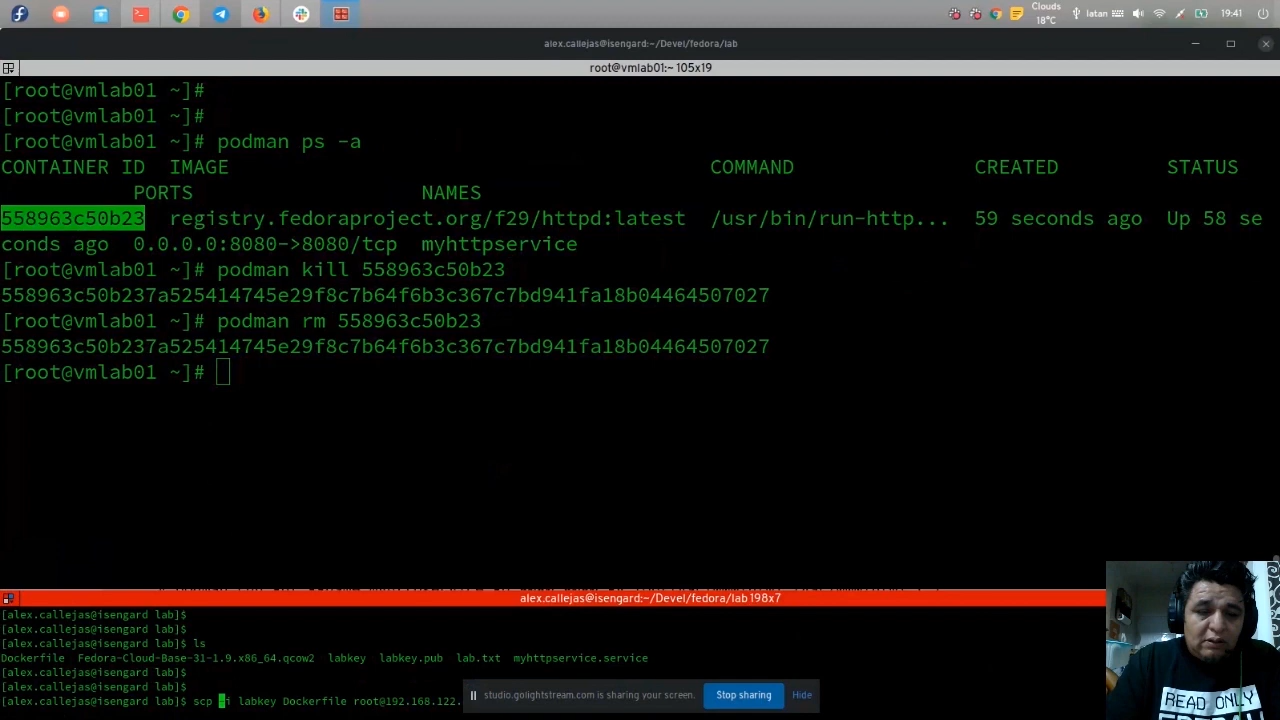 Clouds
18°C
latam
19:41
alex.callejas@isengard:~/Devel/fedora/lab
root@vmlab01:~ 105x19
[root@vmlab01 ~]#
[root@vmlab01 ~]#
[root@vmlab01 ~]# podman ps -a
CONTAINER ID  IMAGE                                        COMMAND               CREATED         STATUS
           PORTS                   NAMES
558963c50b23  registry.fedoraproject.org/f29/httpd:latest  /usr/bin/run-http...  59 seconds ago  Up 58 se
conds ago  0.0.0.0:8080->8080/tcp  myhttpservice
[root@vmlab01 ~]# podman kill 558963c50b23
558963c50b237a525414745e29f8c7b64f6b3c367c7bd941fa18b04464507027
[root@vmlab01 ~]# podman rm 558963c50b23
558963c50b237a525414745e29f8c7b64f6b3c367c7bd941fa18b04464507027
[root@vmlab01 ~]#
alex.callejas@isengard:~/Devel/fedora/lab 198x7
[alex.callejas@isengard lab]$
[alex.callejas@isengard lab]$
[alex.callejas@isengard lab]$ ls
Dockerfile  Fedora-Cloud-Base-31-1.9.x86_64.qcow2  labkey  labkey.pub  lab.txt  myhttpservice.service
[alex.callejas@isengard lab]$
[alex.callejas@isengard lab]$
[alex.callejas@isengard lab]$ scp -i labkey Dockerfile root@192.168.122.
studio.golightstream.com is sharing your screen.
Stop sharing
Hide
READ ONLY